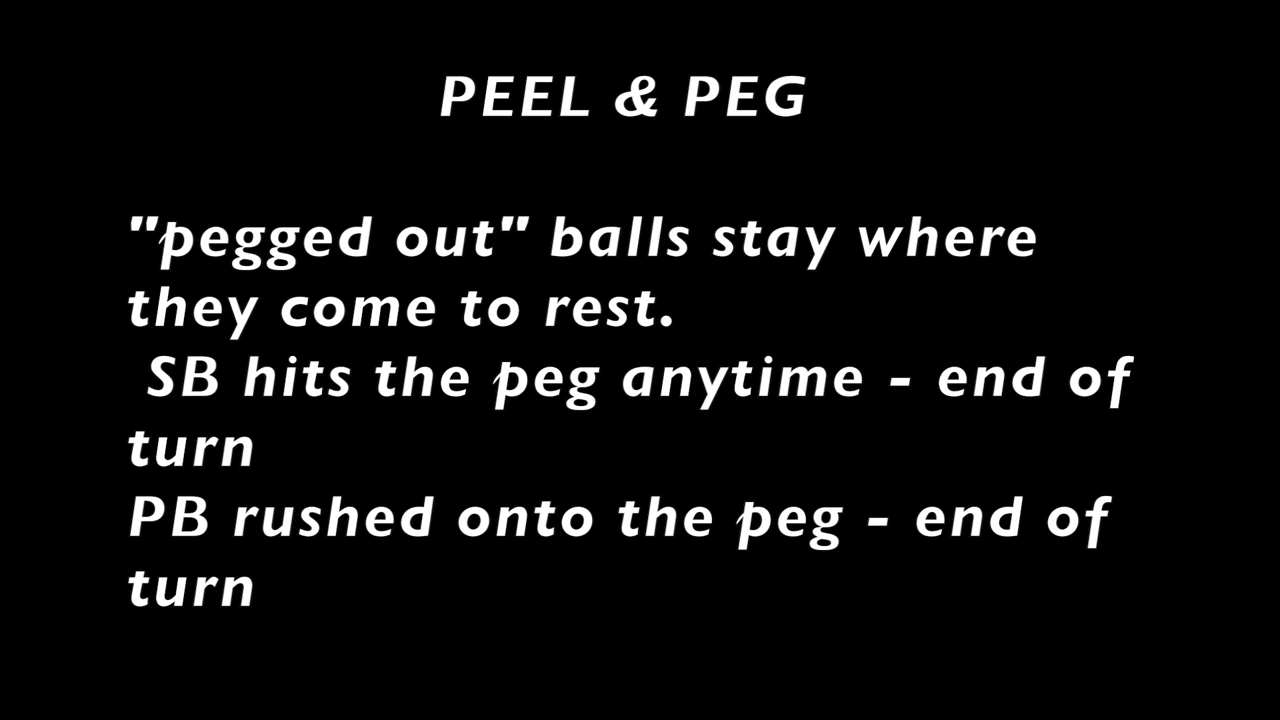 PEEL & PEG
"pegged out" balls stay where
they come to rest.
SB hits the peg anytime - end of
turn
PB rushed onto the peg - end of
turn